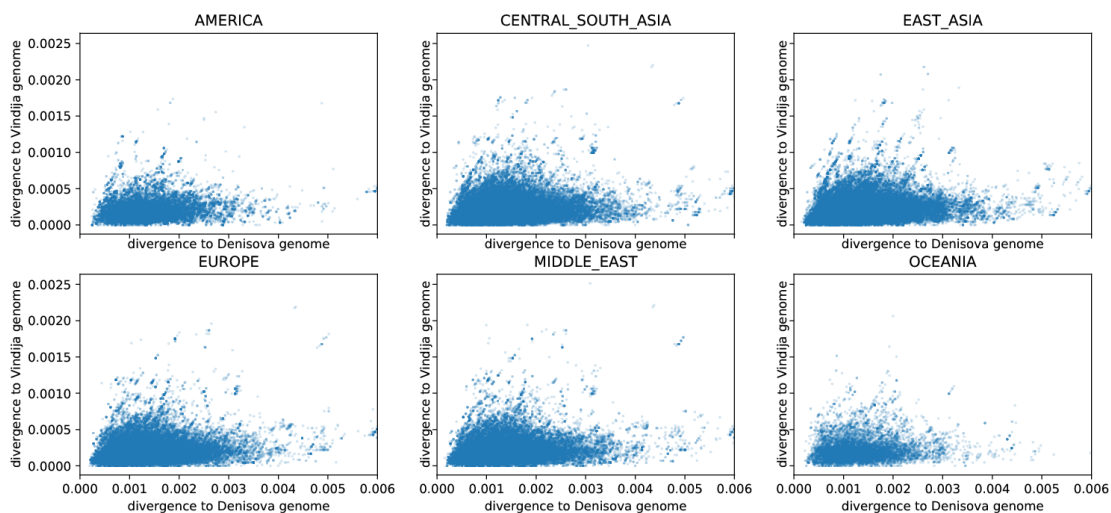 AMERICA
CENTRAL_SOUTH_ASIA
EAST_ASIA
divergence to Vindija genome
0.0025
0.0020
0.0015
0.0010
0.0005
0.0000
divergence to Denisova genome
divergence to Vindija genome
divergence to Denisova genome
divergence to Vindija genome
divergence to Denisova genome
EUROPE
MIDDLE_EAST
OCEANIA
divergence to Vindija genome
0.0025
0.0020
0.0015
0.0010
0.0005
0.0000
0.000 0.001 0.002 0.003 0.004 0.005 0.006
divergence to Denisova genome
divergence to Vindija genome
0.000 0.001 0.002 0.003 0.004 0.005 0.006
divergence to Denisova genome
divergence to Vindija genome
0.000 0.001 0.002 0.003 0.004 0.005 0.006
divergence to Denisova genome